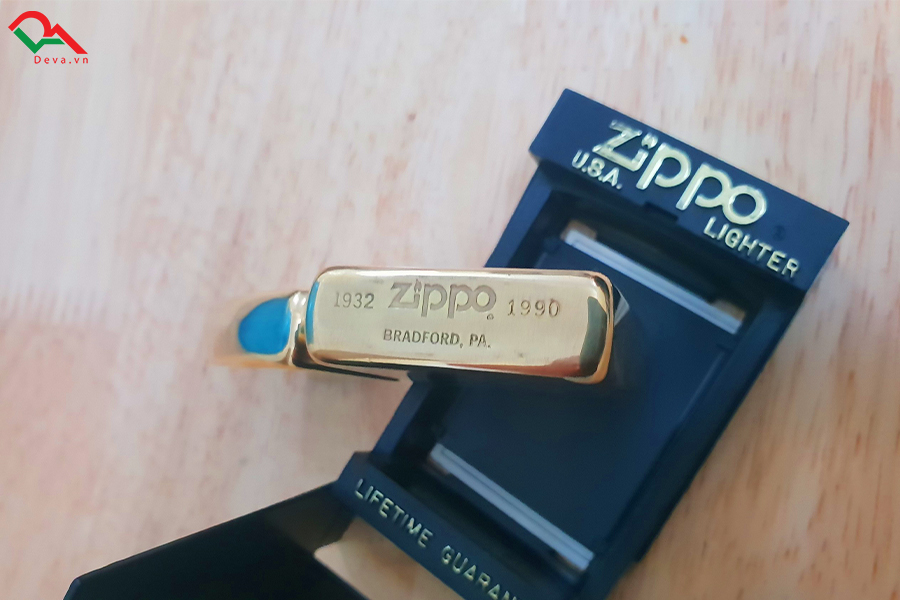 Deva.vn
Zippo
U.S.A.
LIGHTER
1932 Zippo 1990
BRADFORD, PA.
LIFETIME